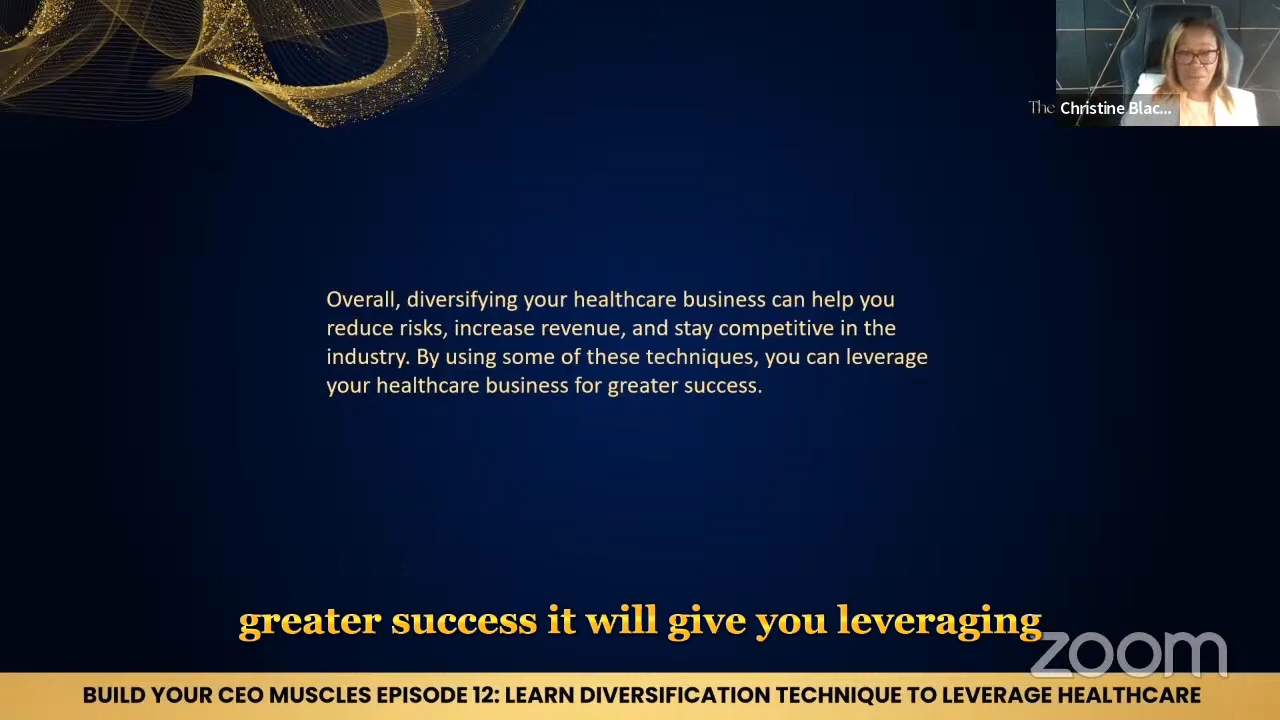 The Christine Blac...
Overall, diversifying your healthcare business can help you
reduce risks, increase revenue, and stay competitive in the
industry. By using some of these techniques, you can leverage
your healthcare business for greater success.
greater success it will give you leveraging
zoom
BUILD YOUR CEO MUSCLES EPISODE 12: LEARN DIVERSIFICATION TECHNIQUE TO LEVERAGE HEALTHCARE